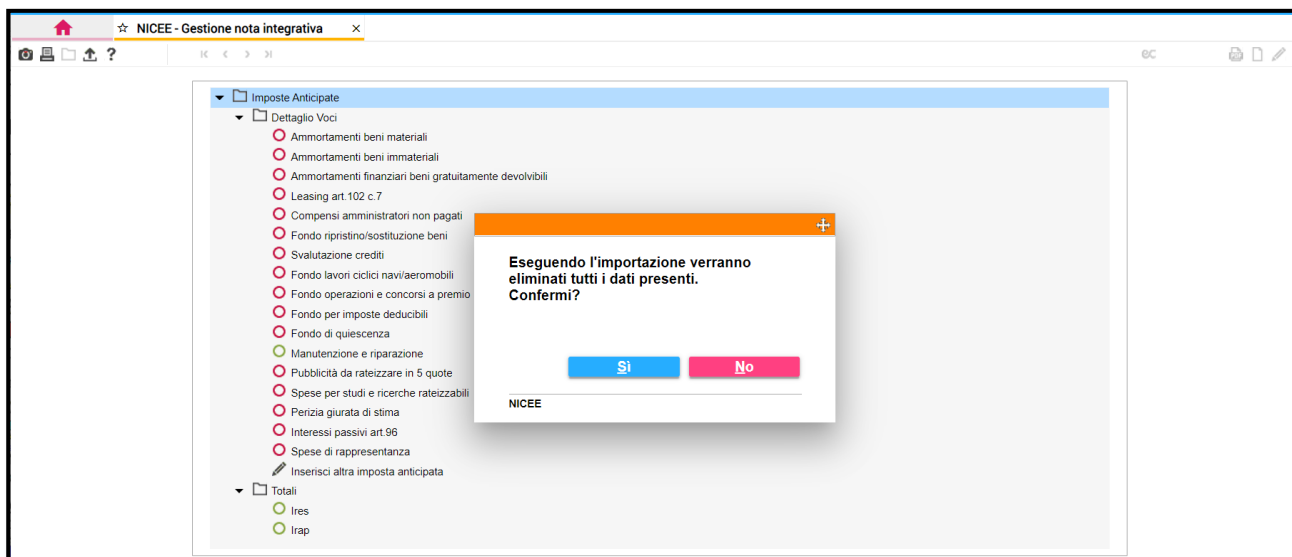 ☆ NICEE - Gestione nota integrativa ×
?
ec
Imposte Anticipate
Dettaglio Voci
Ammortamenti beni materiali
Ammortamenti beni immateriali
Ammortamenti finanziari beni gratuitamente devolvibili
Leasing art.102 c.7
Compensi amministratori non pagati
Fondo ripristino/sostituzione beni
Svalutazione crediti
Fondo lavori ciclici navi/aeromobili
Fondo operazioni e concorsi a premio
Fondo per imposte deducibili
Fondo di quiescenza
Manutenzione e riparazione
Pubblicità da rateizzare in 5 quote
Spese per studi e ricerche rateizzabili
Perizia giurata di stima
Interessi passivi art.96
Spese di rappresentanza
Inserisci altra imposta anticipata
Totali
Ires
Irap
Eseguendo l'importazione verranno
eliminati tutti i dati presenti.
Confermi?
Sì No
NICEE